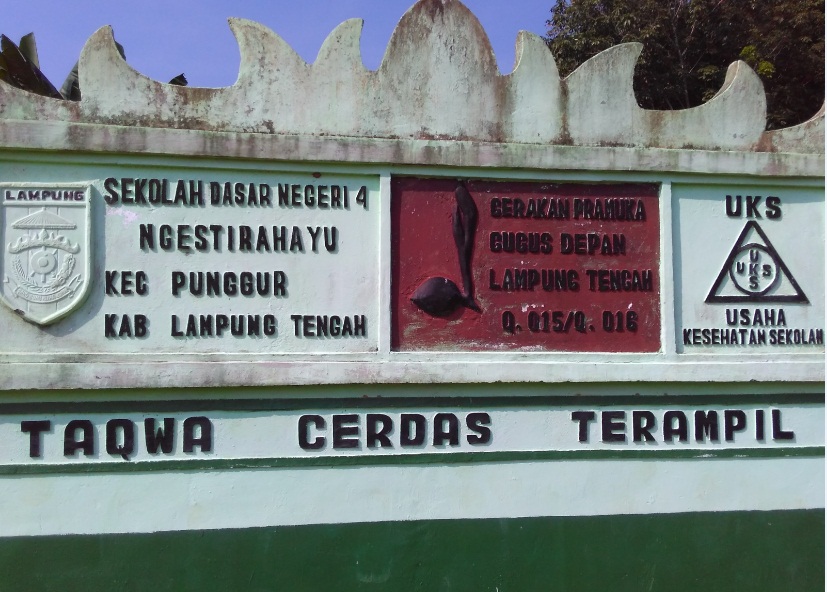 LAMPUNG
SEKOLAH DASAR NEGERI 4
NGESTIRAHAYU
KEC PUNGGUR
KAB LAMPUNG TENGAH
GERAKAN PRAMUKA
GUGUS DEPAN
LAMPUNG TENGAH
Q. 015/Q. 016
UKS
UKS
UKS
USAHA
KESEHATAN SEKOLAH
TAQWA CERDAS TERAMPIL